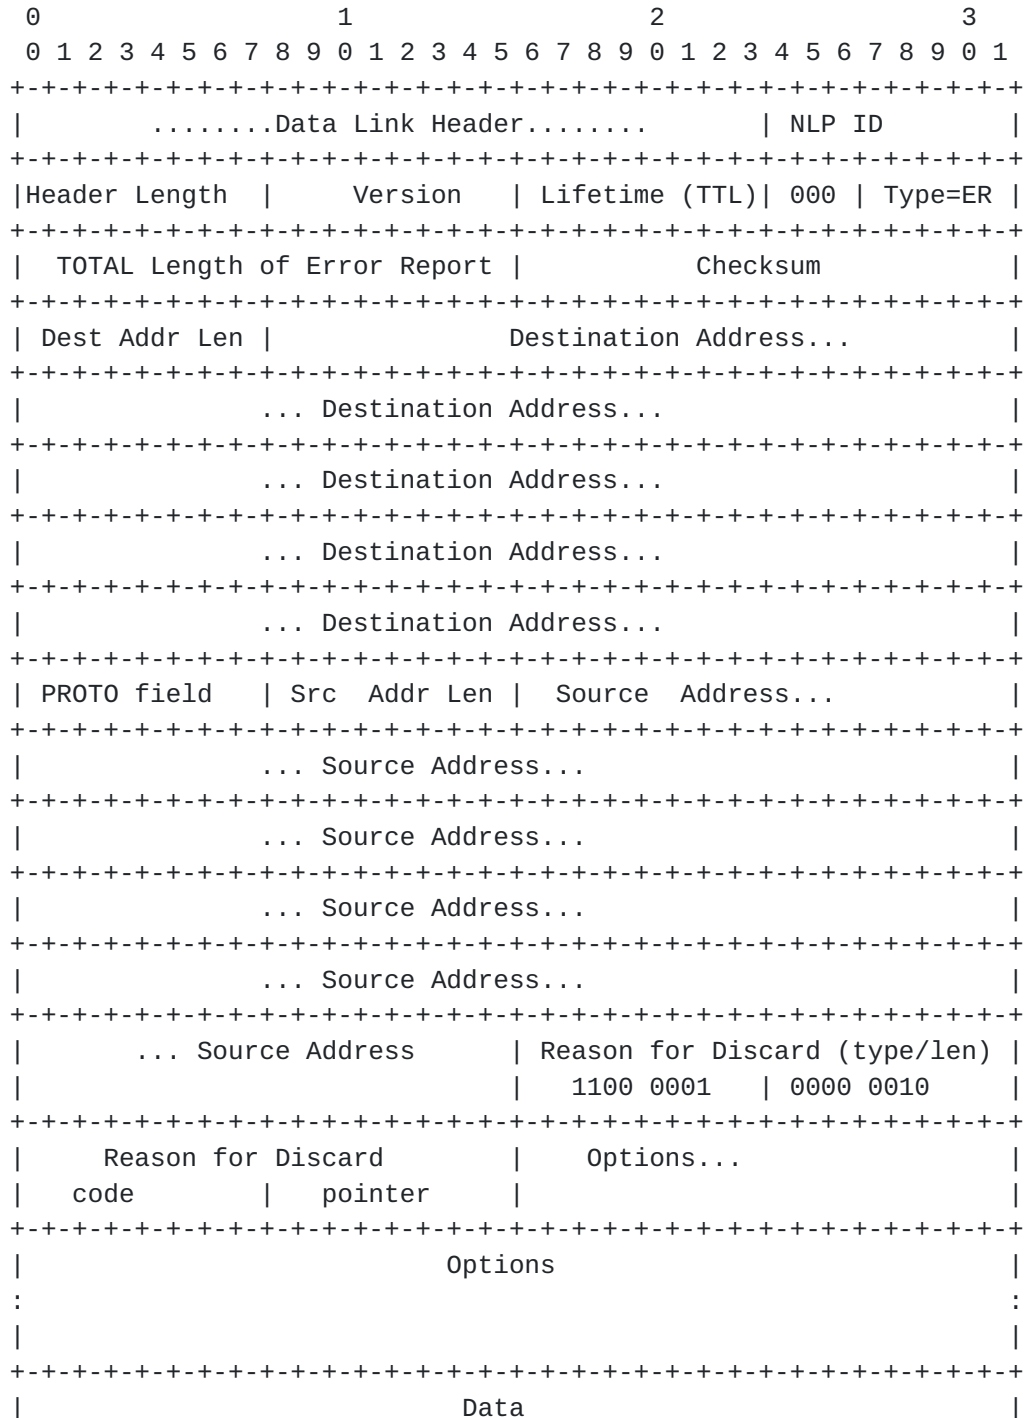 0                   1                   2                   3
 0 1 2 3 4 5 6 7 8 9 0 1 2 3 4 5 6 7 8 9 0 1 2 3 4 5 6 7 8 9 0 1
+-+-+-+-+-+-+-+-+-+-+-+-+-+-+-+-+-+-+-+-+-+-+-+-+-+-+-+-+-+-+-+-+
|        ........Data Link Header........       | NLP ID        |
+-+-+-+-+-+-+-+-+-+-+-+-+-+-+-+-+-+-+-+-+-+-+-+-+-+-+-+-+-+-+-+-+
|Header Length  |     Version   | Lifetime (TTL)| 000 | Type=ER |
+-+-+-+-+-+-+-+-+-+-+-+-+-+-+-+-+-+-+-+-+-+-+-+-+-+-+-+-+-+-+-+-+
|  TOTAL Length of Error Report |           Checksum            |
+-+-+-+-+-+-+-+-+-+-+-+-+-+-+-+-+-+-+-+-+-+-+-+-+-+-+-+-+-+-+-+-+
| Dest Addr Len |               Destination Address...          |
+-+-+-+-+-+-+-+-+-+-+-+-+-+-+-+-+-+-+-+-+-+-+-+-+-+-+-+-+-+-+-+-+
|               ... Destination Address...                      |
+-+-+-+-+-+-+-+-+-+-+-+-+-+-+-+-+-+-+-+-+-+-+-+-+-+-+-+-+-+-+-+-+
|               ... Destination Address...                      |
+-+-+-+-+-+-+-+-+-+-+-+-+-+-+-+-+-+-+-+-+-+-+-+-+-+-+-+-+-+-+-+-+
|               ... Destination Address...                      |
+-+-+-+-+-+-+-+-+-+-+-+-+-+-+-+-+-+-+-+-+-+-+-+-+-+-+-+-+-+-+-+-+
|               ... Destination Address...                      |
+-+-+-+-+-+-+-+-+-+-+-+-+-+-+-+-+-+-+-+-+-+-+-+-+-+-+-+-+-+-+-+-+
| PROTO field   | Src  Addr Len |  Source  Address...           |
+-+-+-+-+-+-+-+-+-+-+-+-+-+-+-+-+-+-+-+-+-+-+-+-+-+-+-+-+-+-+-+-+
|               ... Source Address...                           |
+-+-+-+-+-+-+-+-+-+-+-+-+-+-+-+-+-+-+-+-+-+-+-+-+-+-+-+-+-+-+-+-+
|               ... Source Address...                           |
+-+-+-+-+-+-+-+-+-+-+-+-+-+-+-+-+-+-+-+-+-+-+-+-+-+-+-+-+-+-+-+-+
|               ... Source Address...                           |
+-+-+-+-+-+-+-+-+-+-+-+-+-+-+-+-+-+-+-+-+-+-+-+-+-+-+-+-+-+-+-+-+
|               ... Source Address...                           |
+-+-+-+-+-+-+-+-+-+-+-+-+-+-+-+-+-+-+-+-+-+-+-+-+-+-+-+-+-+-+-+-+
|       ... Source Address      | Reason for Discard (type/len) |
|                               |   1100 0001   | 0000 0010     |
+-+-+-+-+-+-+-+-+-+-+-+-+-+-+-+-+-+-+-+-+-+-+-+-+-+-+-+-+-+-+-+-+
|     Reason for Discard        |    Options...                 |
|   code        |   pointer     |                               |
+-+-+-+-+-+-+-+-+-+-+-+-+-+-+-+-+-+-+-+-+-+-+-+-+-+-+-+-+-+-+-+-+
|                           Options                             |
:                                                               :
|                                                               |
+-+-+-+-+-+-+-+-+-+-+-+-+-+-+-+-+-+-+-+-+-+-+-+-+-+-+-+-+-+-+-+-+
|                            Data                               |